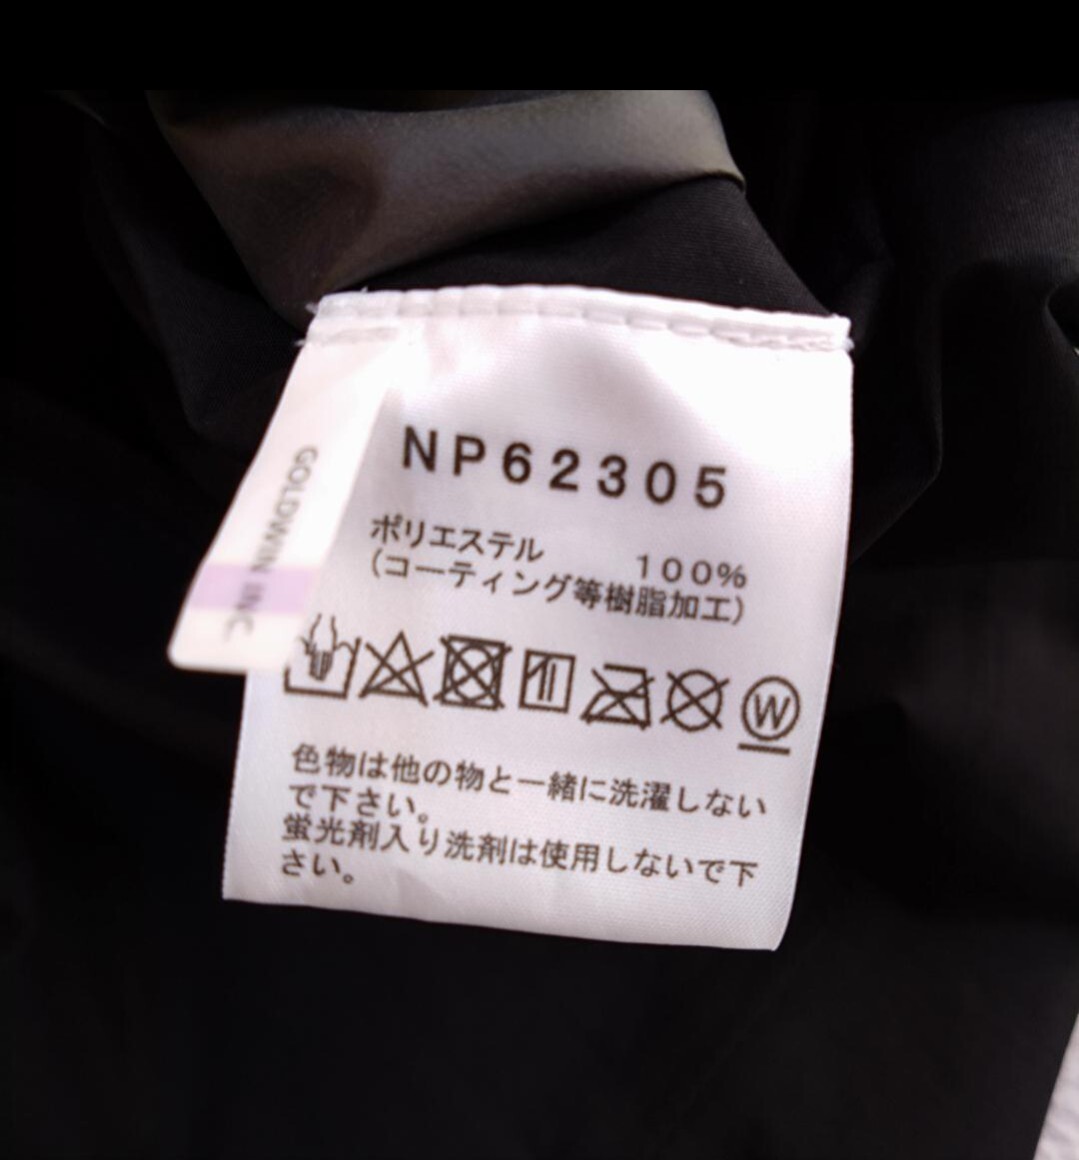 NP62305
ポリエステル 100%
(コーティング等樹脂加工)
W
色物は他の物と一緒に洗濯しない
で下さい。
蛍光剤入り洗剤は使用しないで下
さい。
GOLDWIN INC